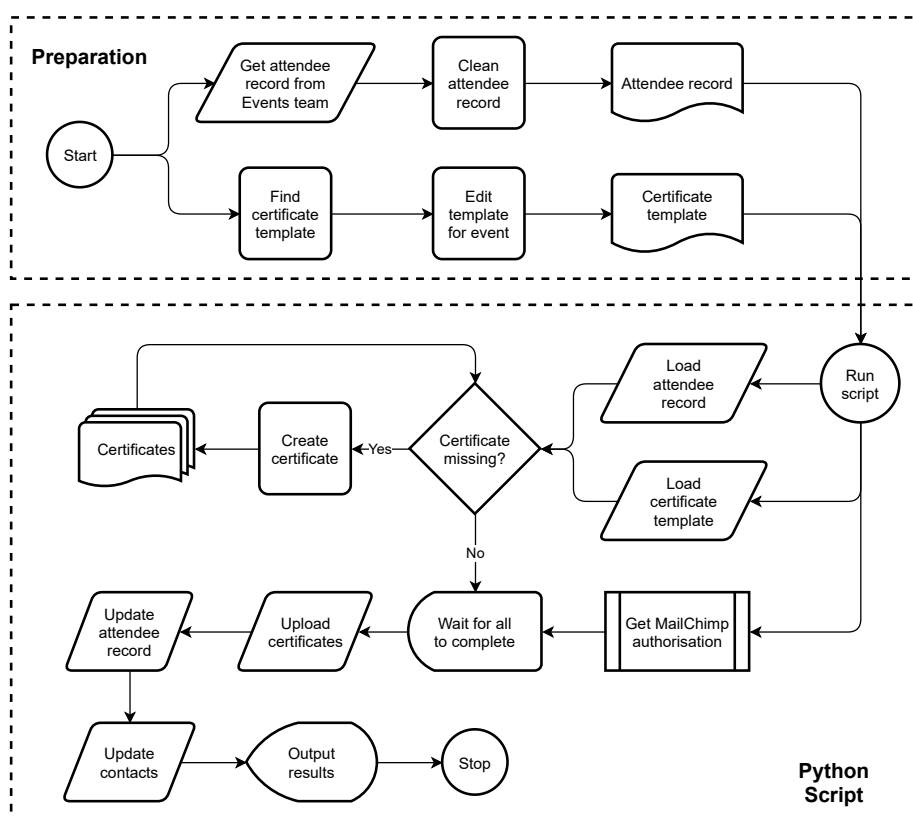 Preparation
Get attendee
record from
Events team
Clean
attendee
record
Attendee record
Start
Find
certificate
template
Edit
template
for event
Certificate
template
Load
attendee
record
Run
script
Certificates
Create
certificate
Yes
Certificate
missing?
Load
certificate
template
No
Update
attendee
record
Upload
certificates
Wait for all
to complete
Get MailChimp
authorisation
Update
contacts
Output
results
Stop
Python
Script